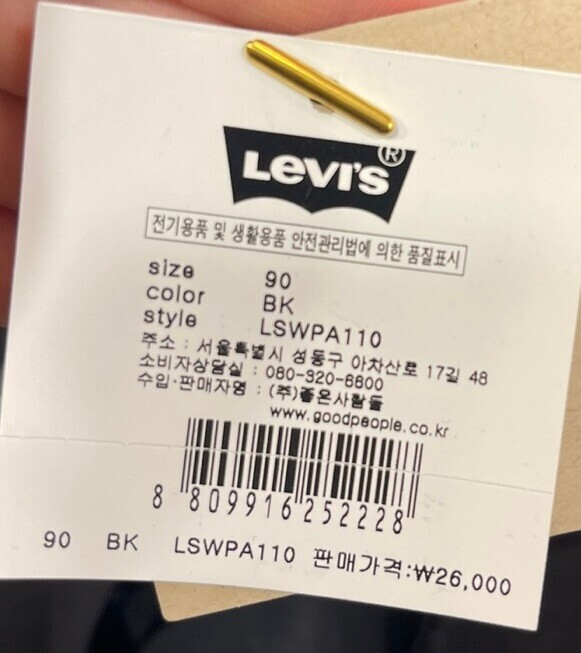 Levi's®
전기용품 및 생활용품 안전관리법에 의한 품질표시
size 90
color BK
style LSWPA110
주소 : 서울특별시 성동구 아차산로 17길 48
소비자상담실 : 080-320-6600
수입·판매자명 : (주)좋은사람들
www.goodpeople.co.kr
8 809916 252228
90 BK LSWPA110 판매가격:₩26,000